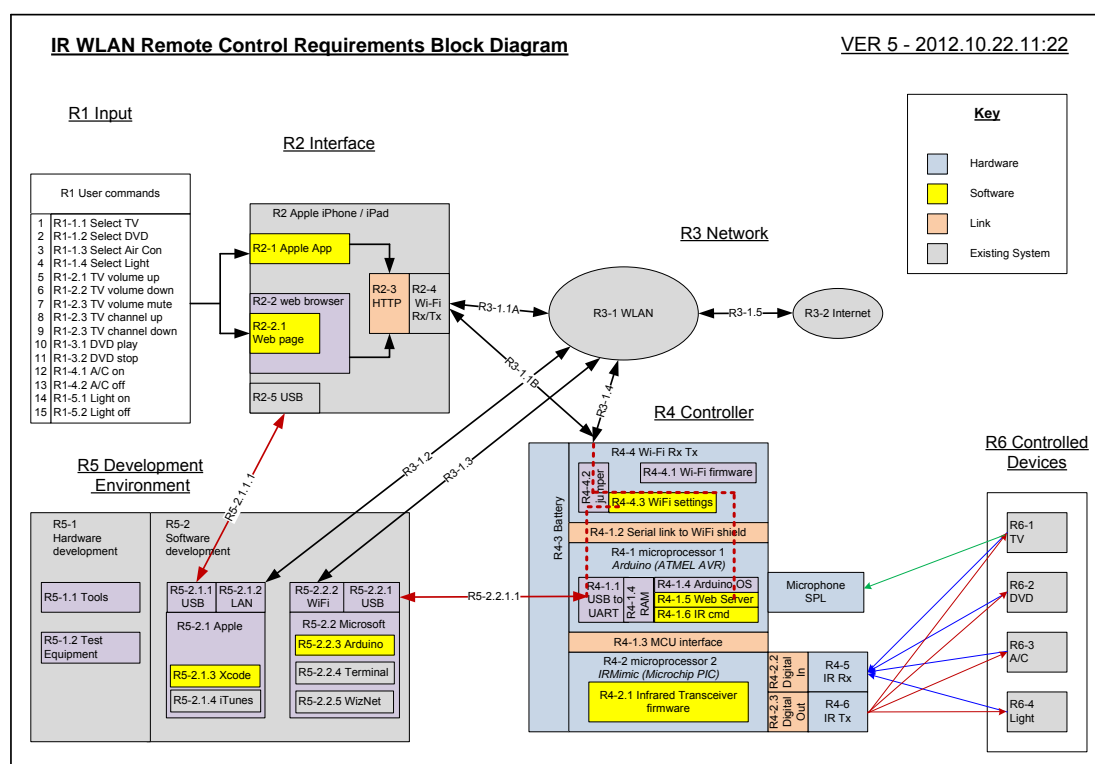 IR WLAN Remote Control Requirements Block Diagram
VER 5 - 2012.10.22.11:22
R1 Input
R2 Interface
R3 Network
R4 Controller
R5 Development
Environment
R6 Controlled
Devices
Key
Hardware
Software
Link
Existing System
R1 User commands
1 R1-1.1 Select TV
2 R1-1.2 Select DVD
3 R1-1.3 Select Air Con
4 R1-1.4 Select Light
5 R1-2.1 TV volume up
6 R1-2.2 TV volume down
7 R1-2.3 TV volume mute
8 R1-2.3 TV channel up
9 R1-2.3 TV channel down
10 R1-3.1 DVD play
11 R1-3.2 DVD stop
12 R1-4.1 A/C on
13 R1-4.2 A/C off
14 R1-5.1 Light on
15 R1-5.2 Light off
R2 Apple iPhone / iPad
R2-1 Apple App
R2-2 web browser
R2-2.1
Web page
R2-3
HTTP
R2-4
Wi-Fi
Rx/Tx
R2-5 USB
R3-1.1A
R3-1.1B
R3-1 WLAN
R3-1.5
R3-2 Internet
R3-1.2
R3-1.3
R3-1.4
R5-2.1.1.1
R5-2.2.1.1
R5-1
Hardware
development
R5-1.1 Tools
R5-1.2 Test
Equipment
R5-2
Software
development
R5-2.1.1
USB
R5-2.1.2
LAN
R5-2.1 Apple
R5-2.1.3 Xcode
R5-2.1.4 iTunes
R5-2.2.2
WiFi
R5-2.2.1
USB
R5-2.2 Microsoft
R5-2.2.3 Arduino
R5-2.2.4 Terminal
R5-2.2.5 WizNet
R4-3 Battery
R4-4 Wi-Fi Rx Tx
R4-4.2
jumper
R4-4.1 Wi-Fi firmware
R4-4.3 WiFi settings
R4-1.2 Serial link to WiFi shield
R4-1 microprocessor 1
Arduino (ATMEL AVR)
R4-1.1
USB to
UART
R4-1.4
RAM
R4-1.4 Arduino OS
R4-1.5 Web Server
R4-1.6 IR cmd
Microphone
SPL
R4-1.3 MCU interface
R4-2 microprocessor 2
IRMimic (Microchip PIC)
R4-2.1 Infrared Transceiver
firmware
R4-2.2
Digital
In
R4-2.3
Digital
Out
R4-5
IR Rx
R4-6
IR Tx
R6-1
TV
R6-2
DVD
R6-3
A/C
R6-4
Light